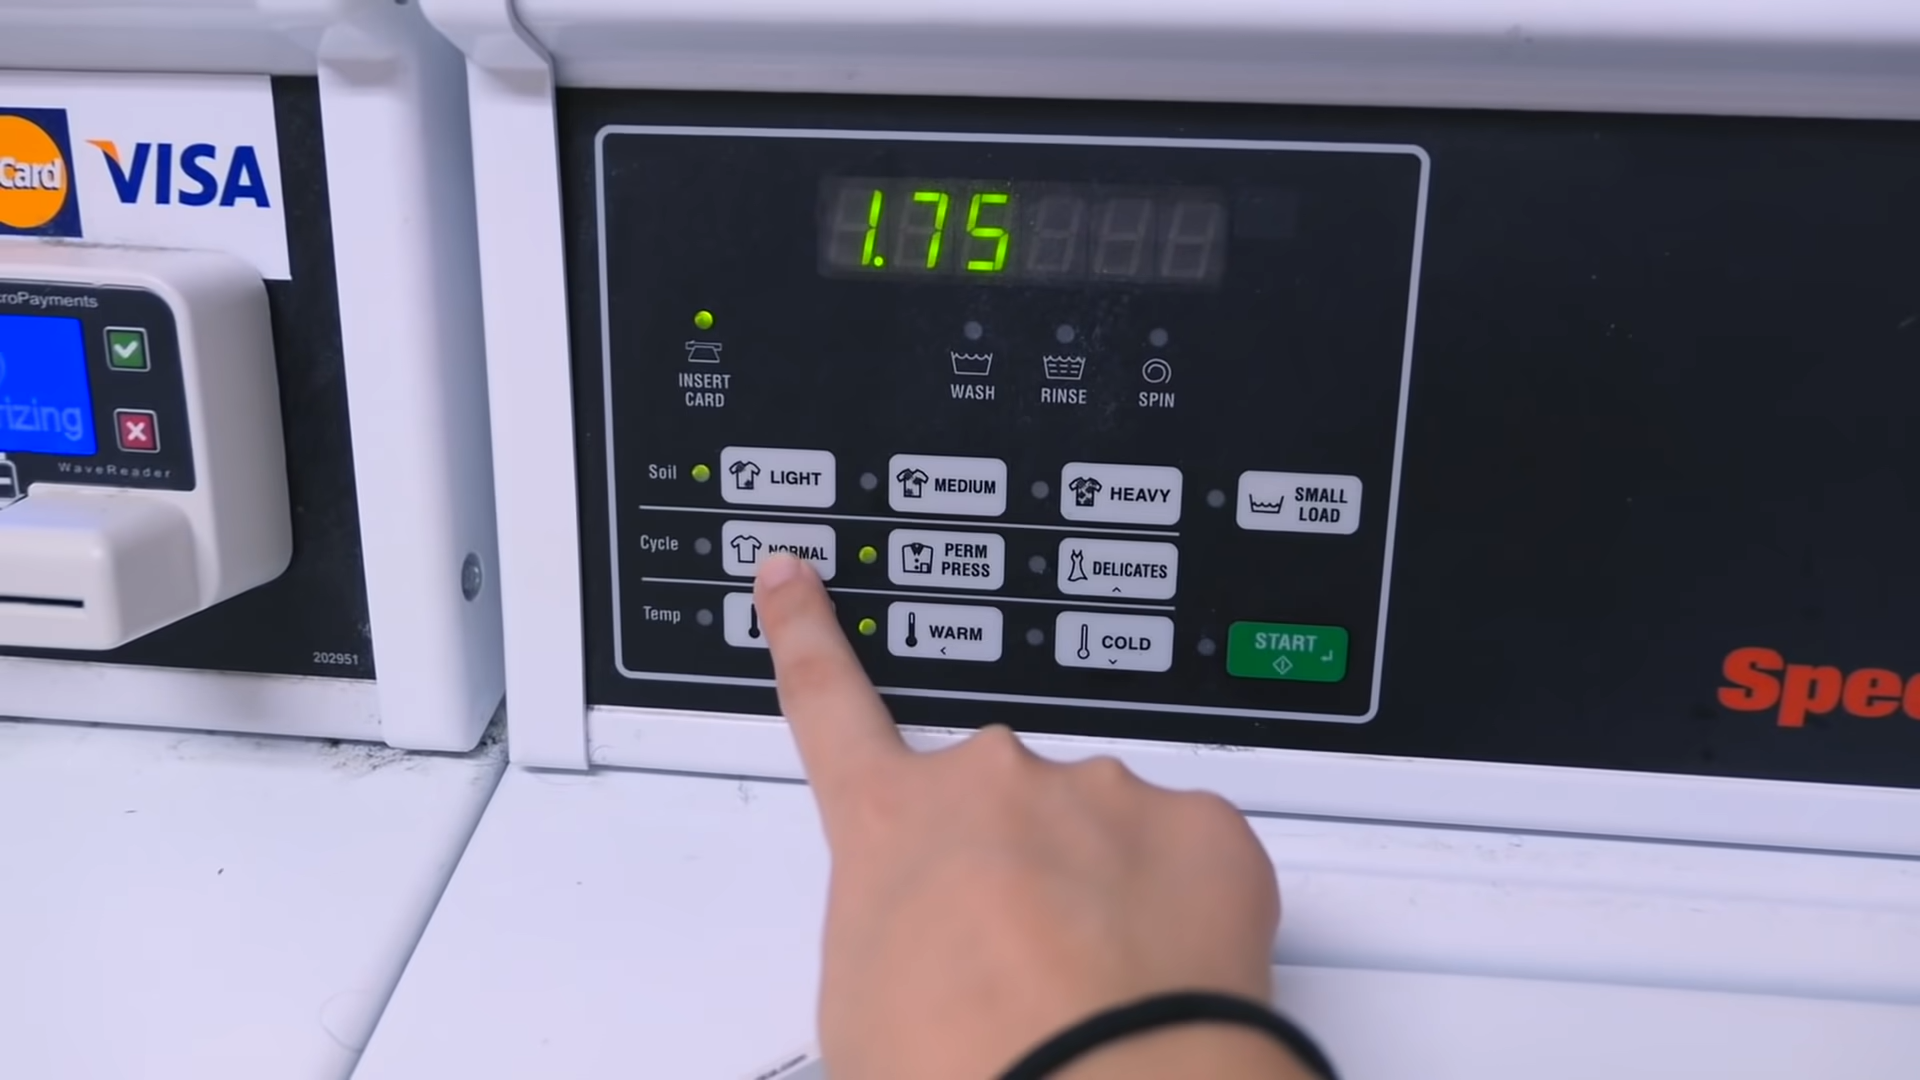 Card
VISA
roPayments
rizing
WaveReader
202951
1.75
INSERT
CARD
WASH
RINSE
SPIN
Soil
LIGHT
MEDIUM
HEAVY
SMALL
LOAD
Cycle
NORMAL
PERM
PRESS
DELICATES
Temp
WARM
COLD
START
Spee